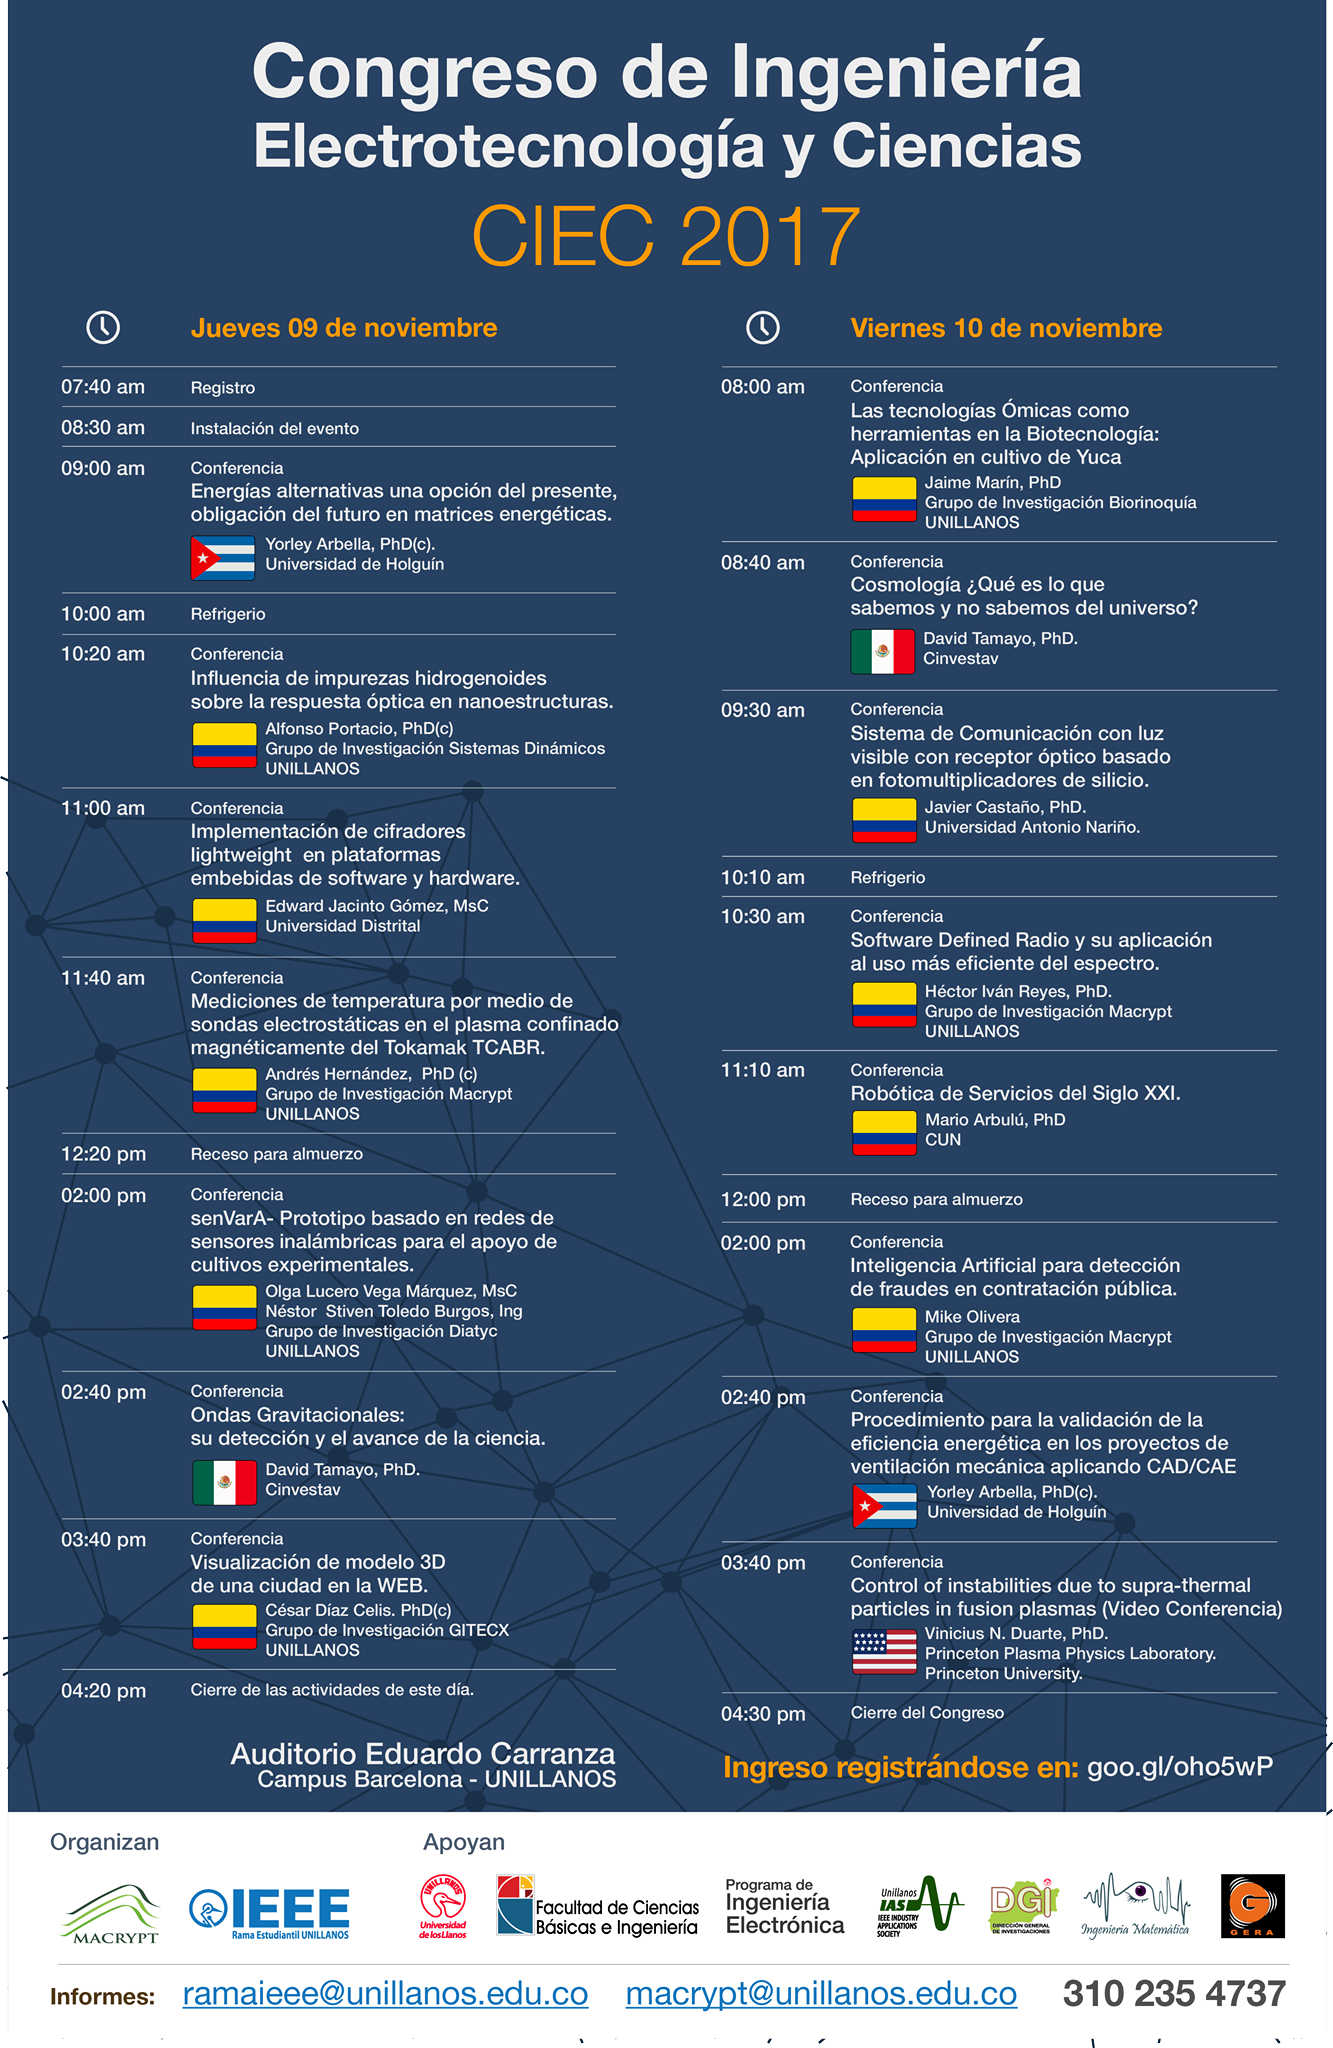 Congreso de Ingeniería
Electrotecnología y Ciencias
CIEC 2017
Jueves 09 de noviembre
07:40 am Registro
08:30 am Instalación del evento
09:00 am Conferencia
Energías alternativas una opción del presente,
obligación del futuro en matrices energéticas.
Yorley Arbella, PhD(c).
Universidad de Holguín
10:00 am Refrigerio
10:20 am Conferencia
Influencia de impurezas hidrogenoides
sobre la respuesta óptica en nanoestructuras.
Alfonso Portacio, PhD(c)
Grupo de Investigación Sistemas Dinámicos
UNILLANOS
11:00 am Conferencia
Implementación de cifradores
lightweight en plataformas
embebidas de software y hardware.
Edward Jacinto Gómez, MsC
Universidad Distrital
11:40 am Conferencia
Mediciones de temperatura por medio de
sondas electrostáticas en el plasma confinado
magnéticamente del Tokamak TCABR.
Andrés Hernández, PhD (c)
Grupo de Investigación Macrypt
UNILLANOS
12:20 pm Receso para almuerzo
02:00 pm Conferencia
senVarA- Prototipo basado en redes de
sensores inalámbricas para el apoyo de
cultivos experimentales.
Olga Lucero Vega Márquez, MsC
Néstor Stiven Toledo Burgos, Ing
Grupo de Investigación Diatyc
UNILLANOS
02:40 pm Conferencia
Ondas Gravitacionales:
su detección y el avance de la ciencia.
David Tamayo, PhD.
Cinvestav
03:40 pm Conferencia
Visualización de modelo 3D
de una ciudad en la WEB.
César Díaz Celis. PhD(c)
Grupo de Investigación GITECX
UNILLANOS
04:20 pm Cierre de las actividades de este día.
Auditorio Eduardo Carranza
Campus Barcelona - UNILLANOS
Viernes 10 de noviembre
08:00 am Conferencia
Las tecnologías Ómicas como
herramientas en la Biotecnología:
Aplicación en cultivo de Yuca
Jaime Marín, PhD
Grupo de Investigación Biorinoquía
UNILLANOS
08:40 am Conferencia
Cosmología ¿Qué es lo que
sabemos y no sabemos del universo?
David Tamayo, PhD.
Cinvestav
09:30 am Conferencia
Sistema de Comunicación con luz
visible con receptor óptico basado
en fotomultiplicadores de silicio.
Javier Castaño, PhD.
Universidad Antonio Nariño.
10:10 am Refrigerio
10:30 am Conferencia
Software Defined Radio y su aplicación
al uso más eficiente del espectro.
Héctor Iván Reyes, PhD.
Grupo de Investigación Macrypt
UNILLANOS
11:10 am Conferencia
Robótica de Servicios del Siglo XXI.
Mario Arbulú, PhD
CUN
12:00 pm Receso para almuerzo
02:00 pm Conferencia
Inteligencia Artificial para detección
de fraudes en contratación pública.
Mike Olivera
Grupo de Investigación Macrypt
UNILLANOS
02:40 pm Conferencia
Procedimiento para la validación de la
eficiencia energética en los proyectos de
ventilación mecánica aplicando CAD/CAE
Yorley Arbella, PhD(c).
Universidad de Holguín
03:40 pm Conferencia
Control of instabilities due to supra-thermal
particles in fusion plasmas (Video Conferencia)
Vinicius N. Duarte, PhD.
Princeton Plasma Physics Laboratory.
Princeton University.
04:30 pm Cierre del Congreso
Ingreso registrándose en: goo.gl/oho5wP
Organizan
MACRYPT
IEEE
Rama Estudiantil UNILLANOS
Apoyan
UNILLANOS
Universidad
de los Llanos
Facultad de Ciencias
Básicas e Ingeniería
Programa de
Ingeniería
Electrónica
Unillanos
IAS
IEEE INDUSTRY
APPLICATIONS
SOCIETY
DGI
DIRECCIÓN GENERAL
DE INVESTIGACIONES
Ingeniería Matemática
G
GERA
Informes: ramaieee@unillanos.edu.co macrypt@unillanos.edu.co 310 235 4737